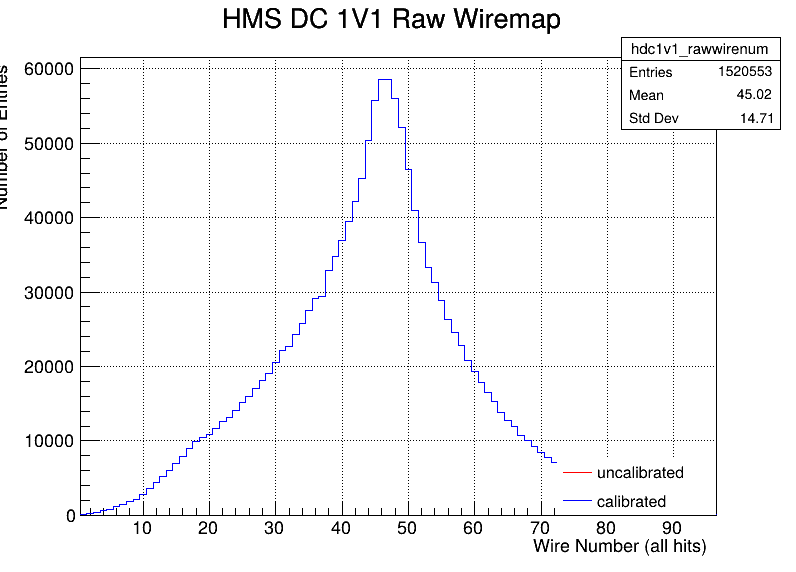 HMS DC 1V1 Raw Wiremap
hdc1v1_rawwirenum
Entries 1520553
Mean 45.02
Std Dev 14.71
Number of Entries
60000
50000
40000
30000
20000
10000
0
10 20 30 40 50 60 70 80 90
Wire Number (all hits)
uncalibrated
calibrated